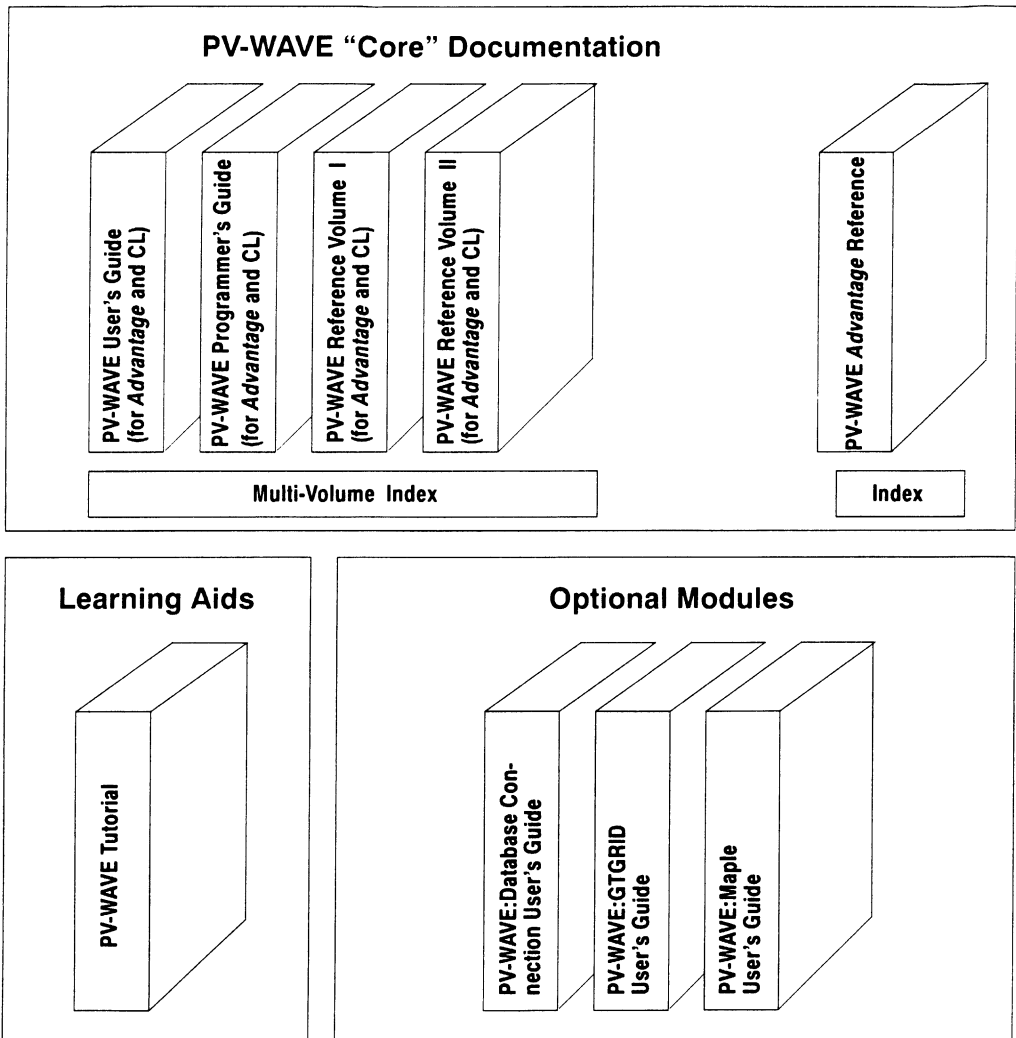 PV-WAVE “Core” Documentation
PV-WAVE User's Guide
(for Advantage and CL)
PV-WAVE Programmer's Guide
(for Advantage and CL)
PV-WAVE Reference Volume I
(for Advantage and CL)
PV-WAVE Reference Volume II
(for Advantage and CL)
PV-WAVE Advantage Reference
Multi-Volume Index
Index
Learning Aids
PV-WAVE Tutorial
Optional Modules
PV-WAVE:Database Con-
nection User's Guide
PV-WAVE:GTGRID
User's Guide
PV-WAVE:Maple
User's Guide